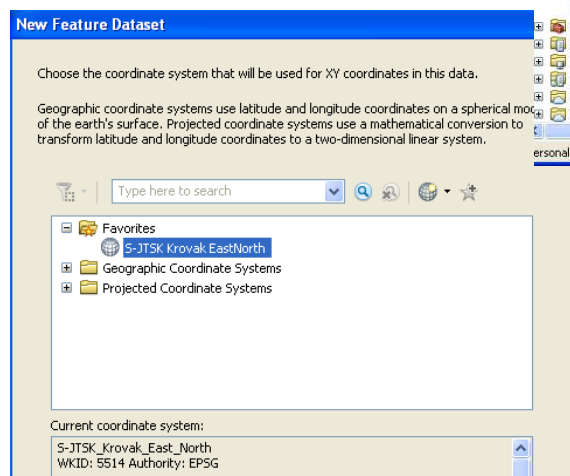 New Feature Dataset
Choose the coordinate system that will be used for XY coordinates in this data.
Geographic coordinate systems use latitude and longitude coordinates on a spherical
of the earth's surface. Projected coordinate systems use a mathematical conversion to
transform latitude and longitude coordinates to a two-dimensional linear system.
ersonal
Type here to search
Favorites
S-JTSK Krovak EastNorth
Geographic Coordinate Systems
Projected Coordinate Systems
Current coordinate system:
S-JTSK_Krovak_East_North
WKID: 5514 Authority: EPSG